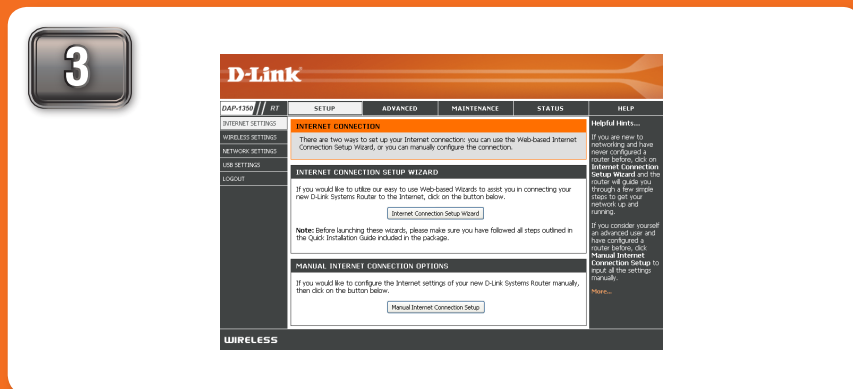 3
D-Link
DAP-1350 // RT
SETUP
ADVANCED
MAINTENANCE
STATUS
HELP
INTERNET SETTINGS
WIRELESS SETTINGS
NETWORK SETTINGS
USB SETTINGS
LOGOUT
INTERNET CONNECTION
There are two ways to set up your Internet connection: you can use the Web-based Internet
Connection Setup Wizard, or you can manually configure the connection.
INTERNET CONNECTION SETUP WIZARD
If you would like to utilize our easy to use Web-based Wizards to assist you in connecting your
new D-Link Systems Router to the Internet, click on the button below.
Internet Connection Setup Wizard
Note: Before launching these wizards, please make sure you have followed all steps outlined in
the Quick Installation Guide included in the package.
MANUAL INTERNET CONNECTION OPTIONS
If you would like to configure the Internet settings of your new D-Link Systems Router manually,
then click on the button below.
Manual Internet Connection Setup
Helpful Hints...
If you are new to
networking and have
never configured a
router before, click on
Internet Connection
Setup Wizard and the
router will guide you
through a few simple
steps to get your
network up and
running.
If you consider yourself
an advanced user and
have configured a
router before, click
Manual Internet
Connection Setup to
input all the settings
manually.
More...
WIRELESS